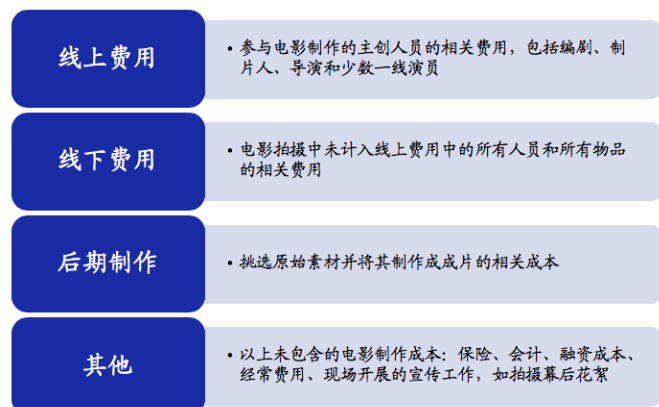 线上费用
• 参与电影制作的主创人员的相关费用，包括编剧、制
片人、导演和少数一线演员
线下费用
• 电影拍摄中未计入线上费用中的所有人员和所有物品
的相关费用
后期制作
• 挑选原始素材并将其制作成成片的相关成本
其他
• 以上未包含的电影制作成本：保险、会计、融资成本、
经常费用、现场开展的宣传工作，如拍摄幕后花絮